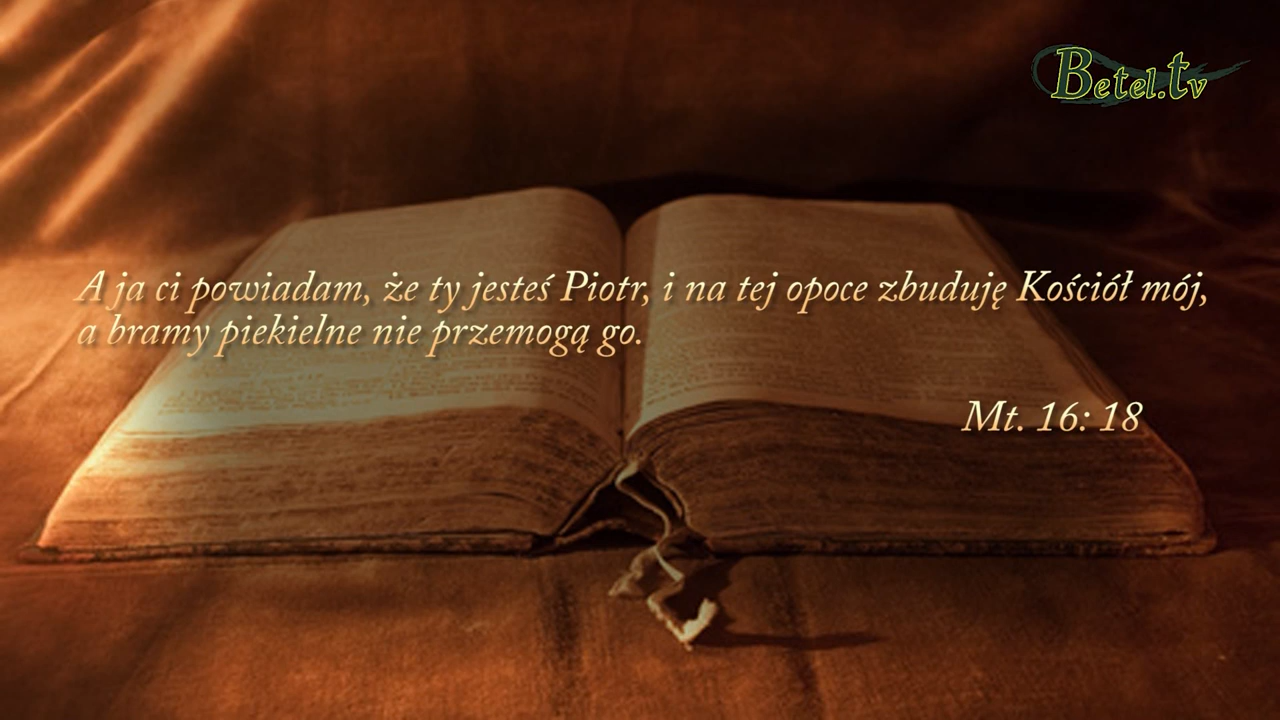 Betel.tv
A ja ci powiadam, że ty jesteś Piotr, i na tej opoce zbuduję Kościół mój,
a bramy piekielne nie przemogą go.
Mt. 16: 18